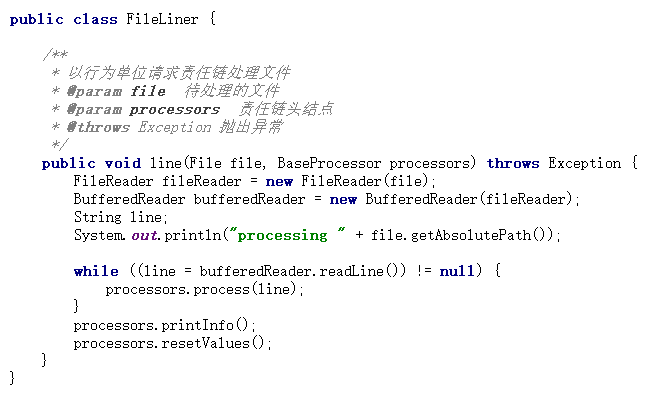 public class FileLiner {
/**
* 以行为单位请求责任链处理文件
* @param file 待处理的文件
* @param processors 责任链头结点
* @throws Exception 抛出异常
*/
public void line(File file, BaseProcessor processors) throws Exception {
FileReader fileReader = new FileReader(file);
BufferedReader bufferedReader = new BufferedReader(fileReader);
String line;
System.out.println("processing " + file.getAbsolutePath());
while ((line = bufferedReader.readLine()) != null) {
processors.process(line);
}
processors.printInfo();
processors.resetValues();
}
}